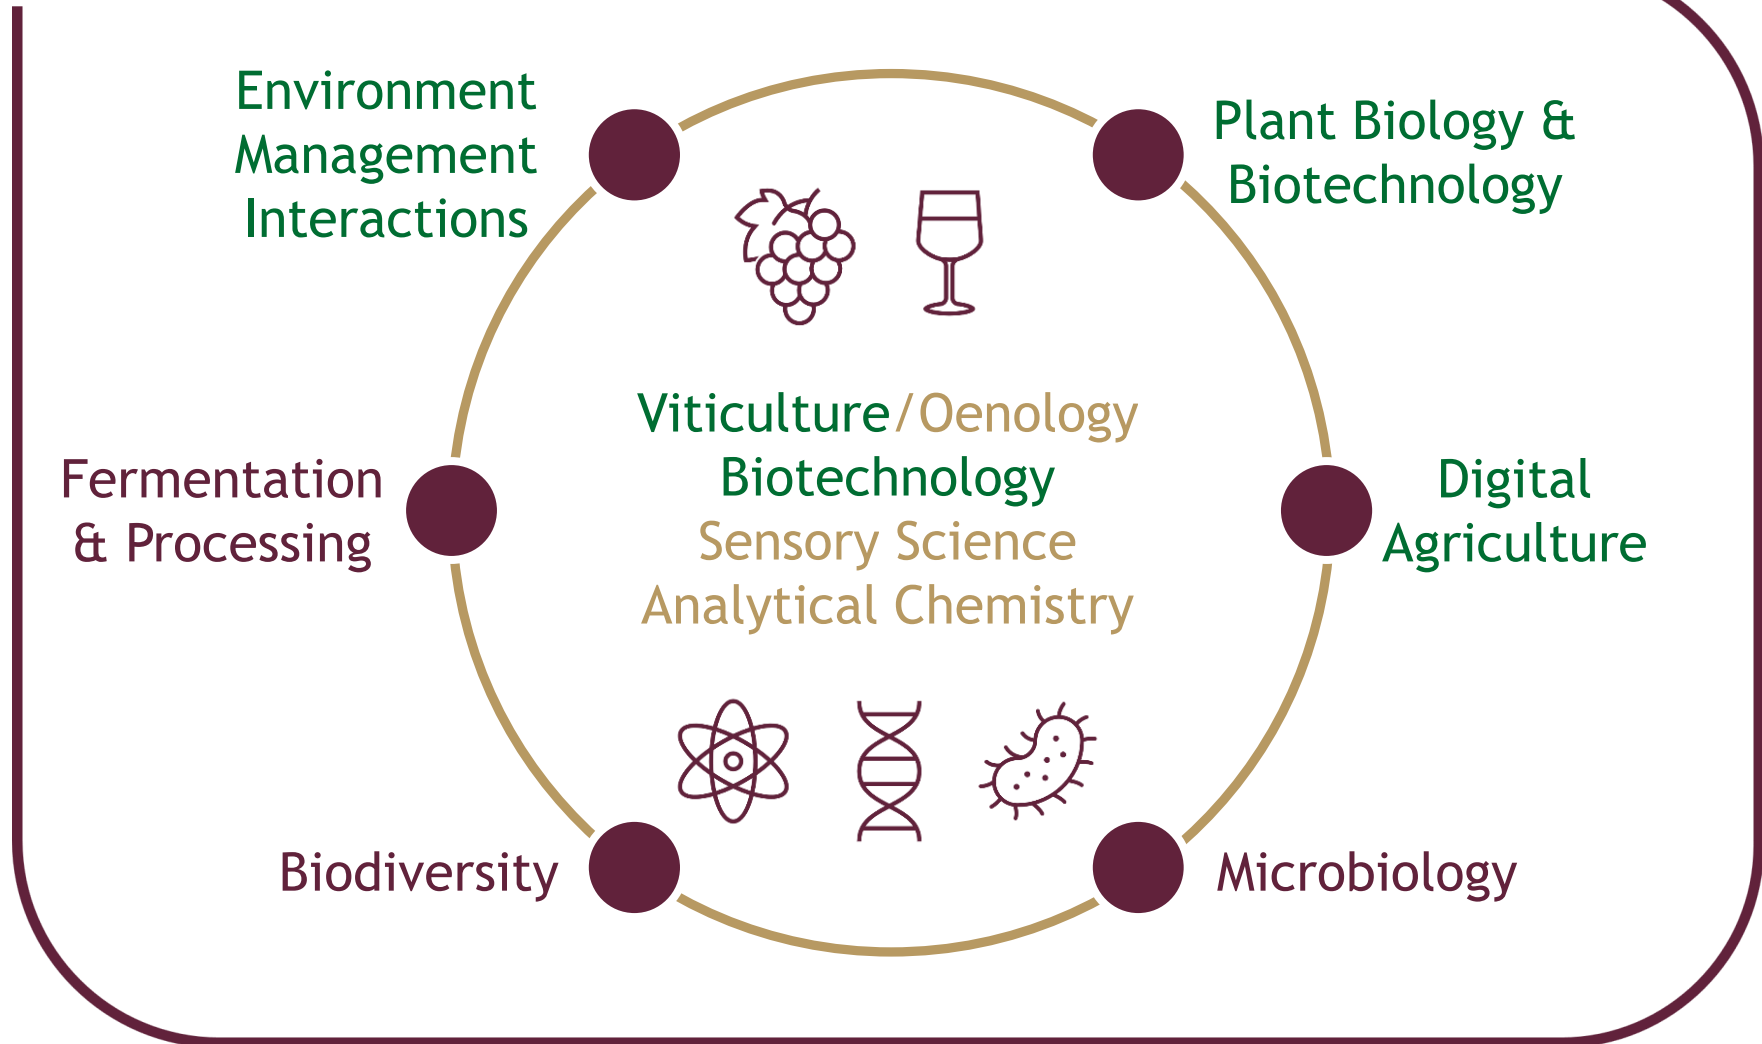 Environment
Management
Interactions
Plant Biology &
Biotechnology
Viticulture/Oenology
Biotechnology
Sensory Science
Analytical Chemistry
Fermentation
& Processing
Digital
Agriculture
Biodiversity
Microbiology